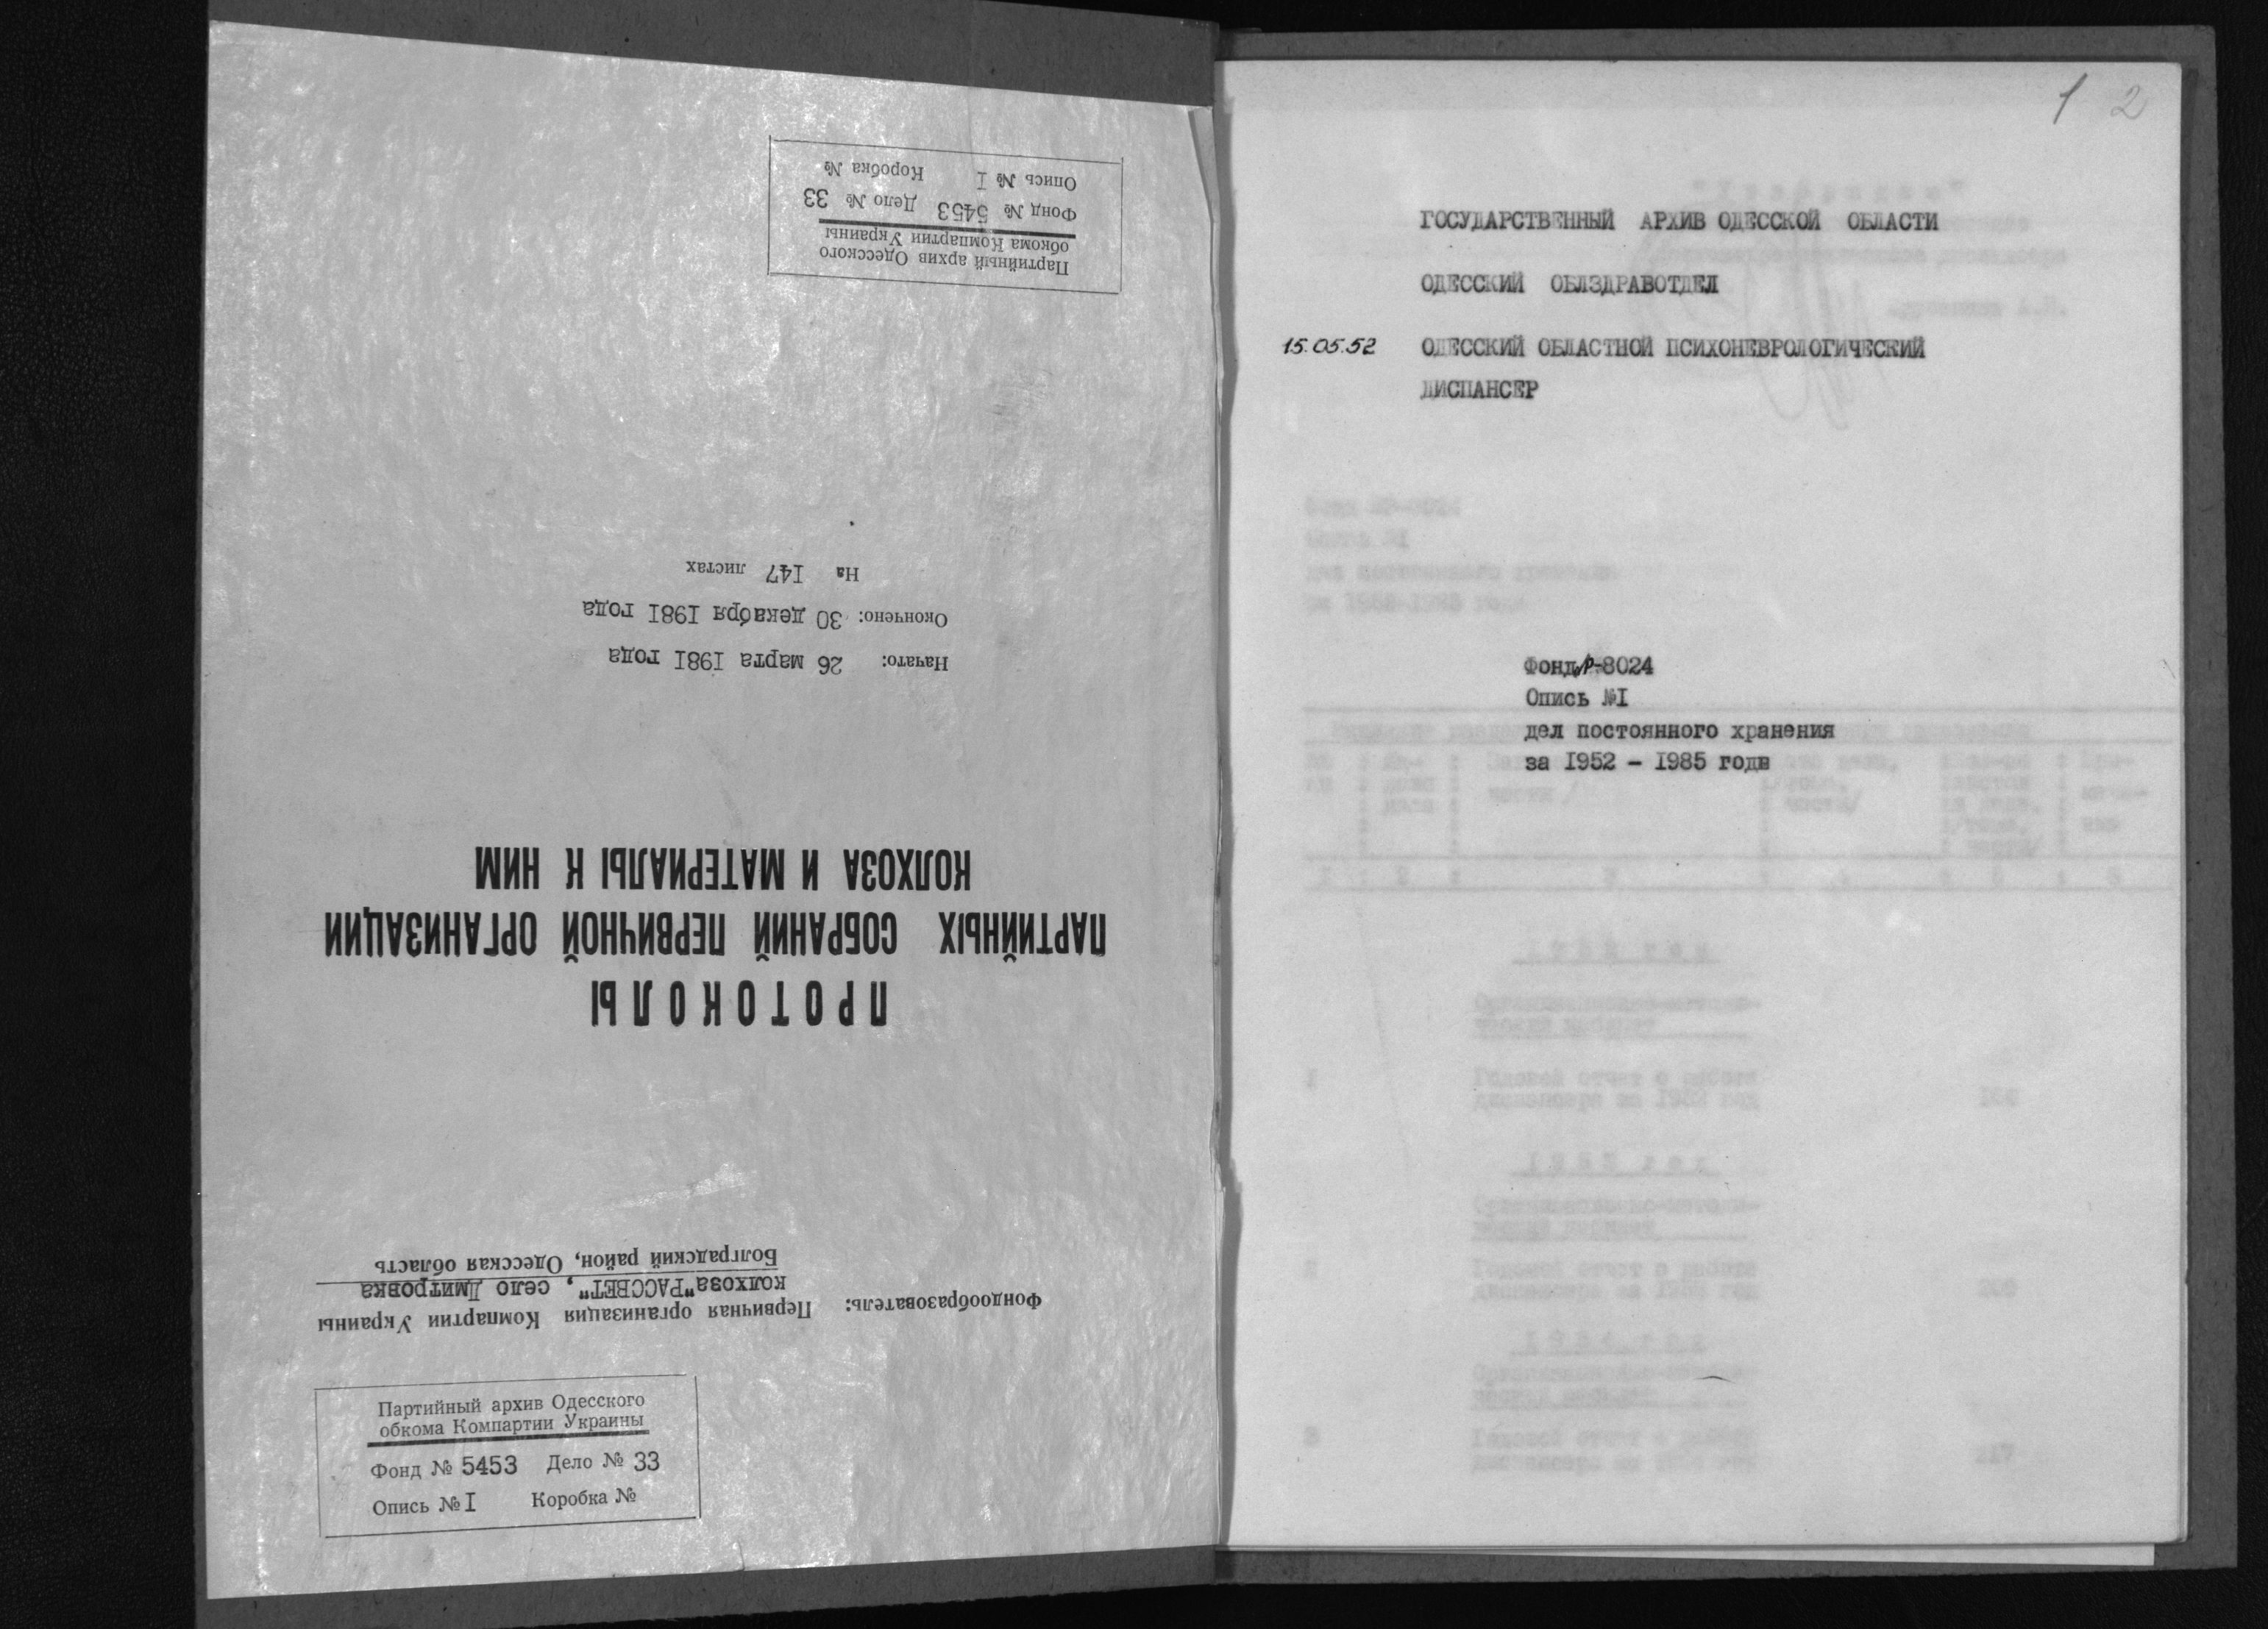 Партийный архив Одесского
обкома Компартии Украины
Фонд № 5453 Дело № 33
Опись № I Коробка №
Фондообразователь: Первичная организация Компартии Украины
колхоза "РАССВЕТ", село Дмитровка
Болградский район, Одесская область
ПРОТОКОЛЫ
ПАРТИЙНЫХ СОБРАНИЙ ПЕРВИЧНОЙ ОРГАНИЗАЦИИ
КОЛХОЗА И МАТЕРИАЛЫ К НИМ
Начато: 26 марта 1981 года
Окончено: 30 декабря 1981 года
На 147 листах
Партийный архив Одесского
обкома Компартии Украины
Фонд № 5453 Дело № 33
Опись № I Коробка №
1 2
ГОСУДАРСТВЕННЫЙ АРХИВ ОДЕССКОЙ ОБЛАСТИ
ОДЕССКИЙ ОБЛЗДРАВОТДЕЛ
15.05.52 ОДЕССКИЙ ОБЛАСТНОЙ ПСИХОНЕВРОЛОГИЧЕСКИЙ
ДИСПАНСЕР
Фонд Р-8024
Опись №I
дел постоянного хранения
за 1952 - 1985 годы